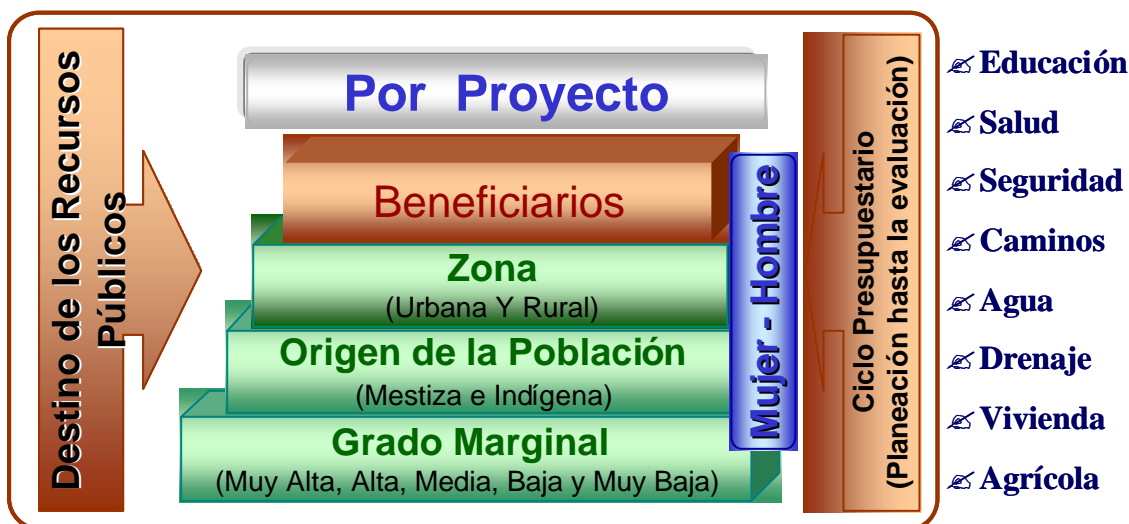 Destino de los Recursos
Públicos
Por Proyecto
Beneficiarios
Zona
(Urbana Y Rural)
Origen de la Población
(Mestiza e Indígena)
Grado Marginal
(Muy Alta, Alta, Media, Baja y Muy Baja)
Mujer - Hombre
Ciclo Presupuestario
(Planeación hasta la evaluación)
Educación
Salud
Seguridad
Caminos
Agua
Drenaje
Vivienda
Agrícola